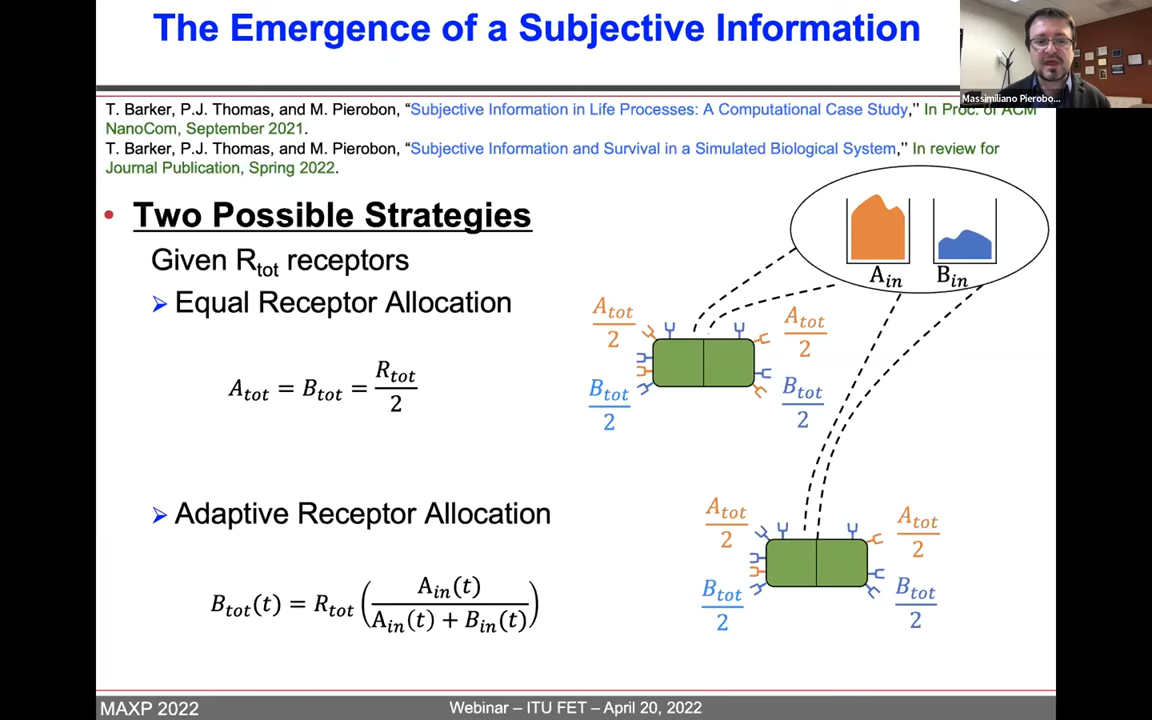 The Emergence of a Subjective Information
Massimiliano Pierobo...
T. Barker, P.J. Thomas, and M. Pierobon, “Subjective Information in Life Processes: A Computational Case Study,” In Proc. of ACM
NanoCom, September 2021.
T. Barker, P.J. Thomas, and M. Pierobon, “Subjective Information and Survival in a Simulated Biological System,” In review for
Journal Publication, Spring 2022.
• Two Possible Strategies
Given R_tot receptors
➢ Equal Receptor Allocation
A_tot = B_tot = R_tot / 2
A_in B_in
A_tot / 2
A_tot / 2
B_tot / 2
B_tot / 2
➢ Adaptive Receptor Allocation
B_tot(t) = R_tot (A_in(t) / (A_in(t) + B_in(t)))
A_tot / 2
A_tot / 2
B_tot / 2
B_tot / 2
MAXP 2022
Webinar – ITU FET – April 20, 2022